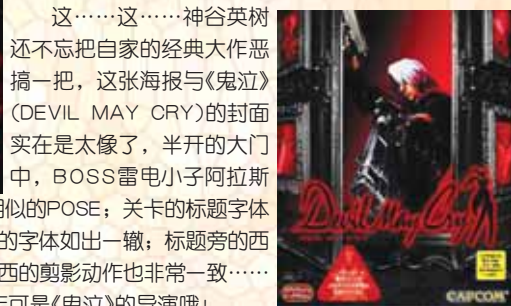 这……这……神谷英树
还不忘把自家的经典大作恶
搞一把，这张海报与《鬼泣》
(DEVIL MAY CRY)的封面
实在是太像了，半开的大门
中，BOSS雷电小子阿拉斯
似的POSE；关卡的标题字体
的字体如出一辙；标题旁的西
西的剪影动作也非常一致……
可是《鬼泣》的导演哦！
Devil May Cry
CAPCOM